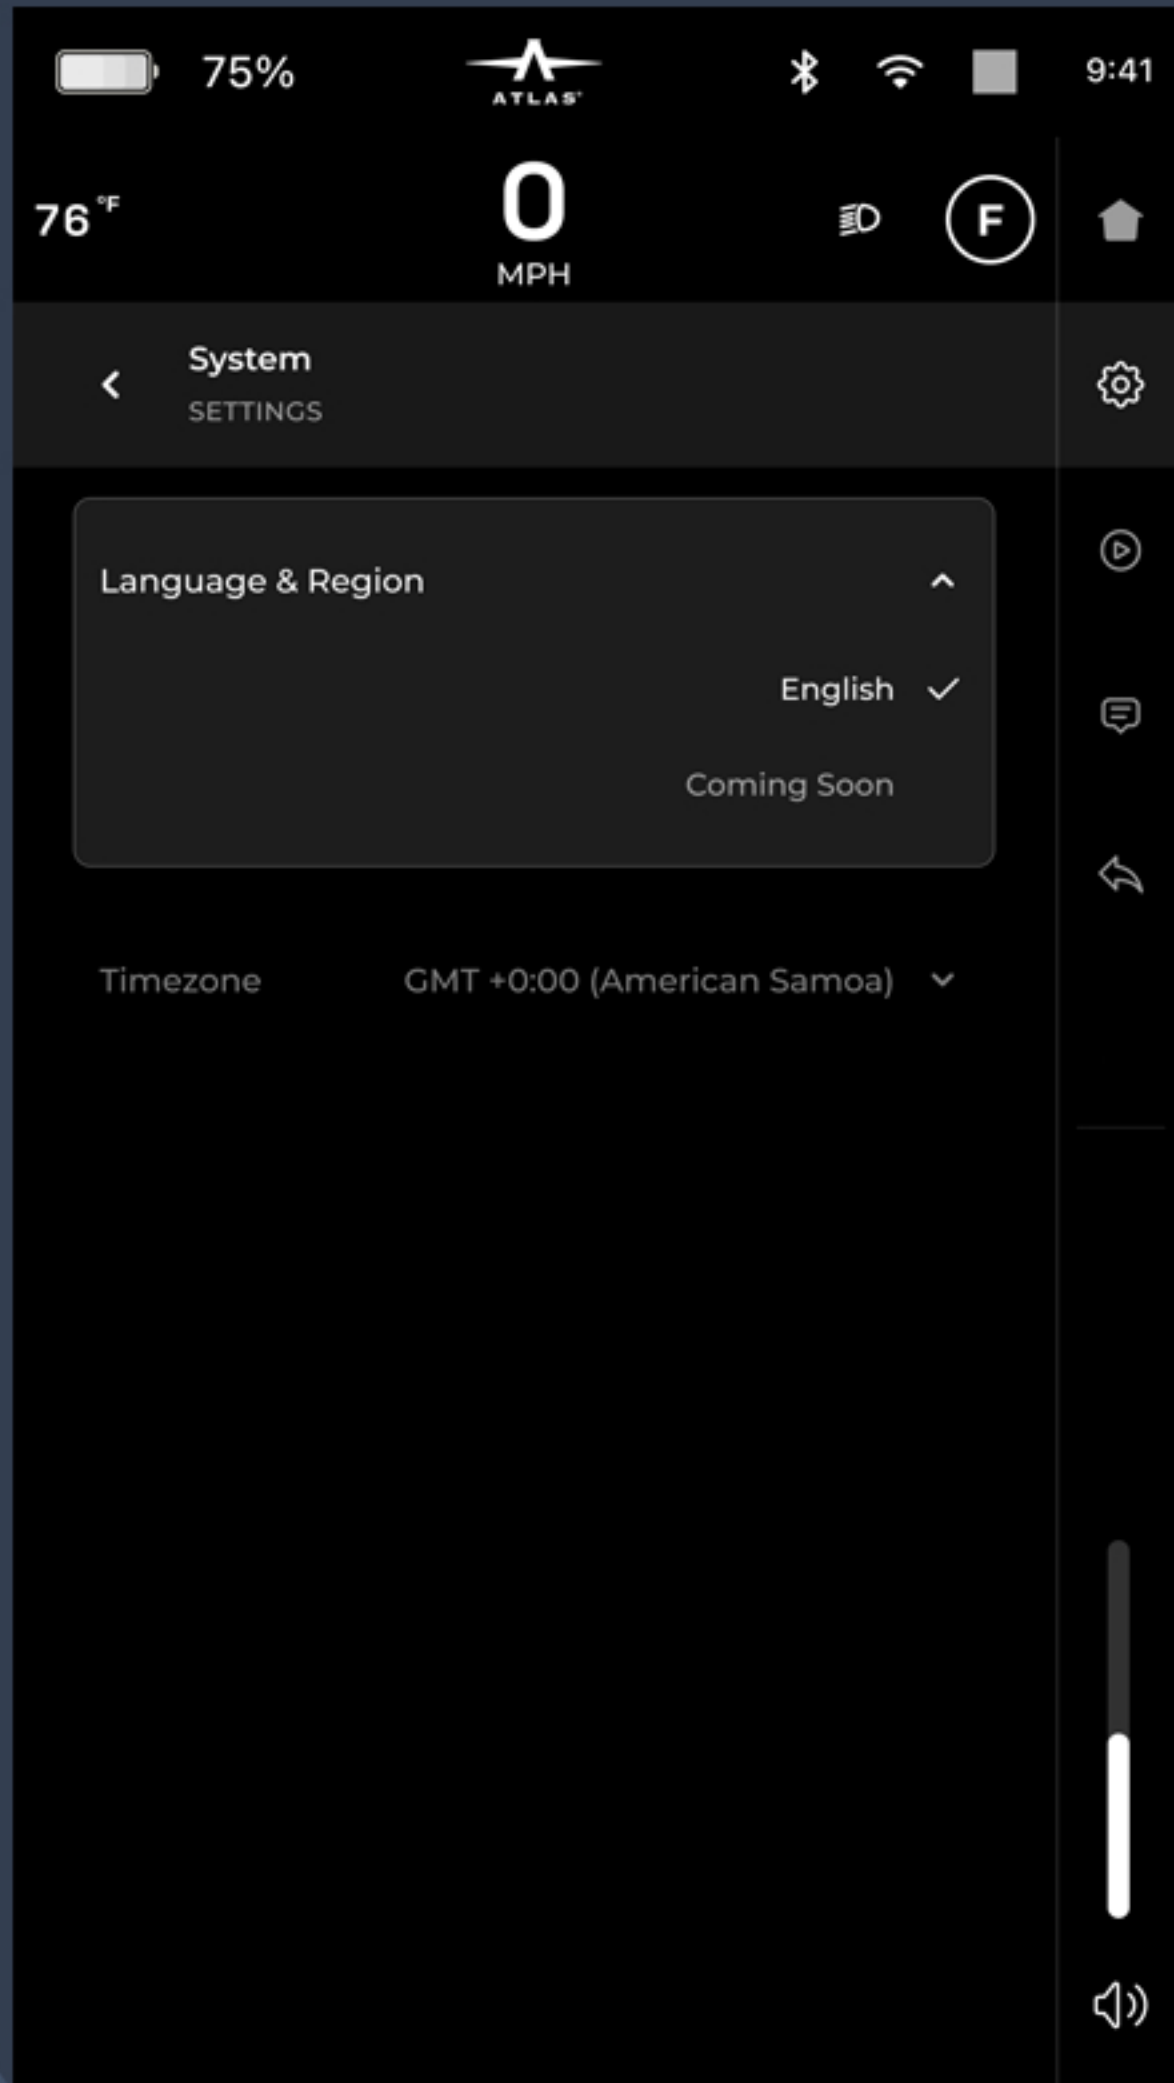 75%
ATLAS
9:41
76 °F
0
MPH
F
System
SETTINGS
Language & Region
English
Coming Soon
Timezone GMT +0:00 (American Samoa)